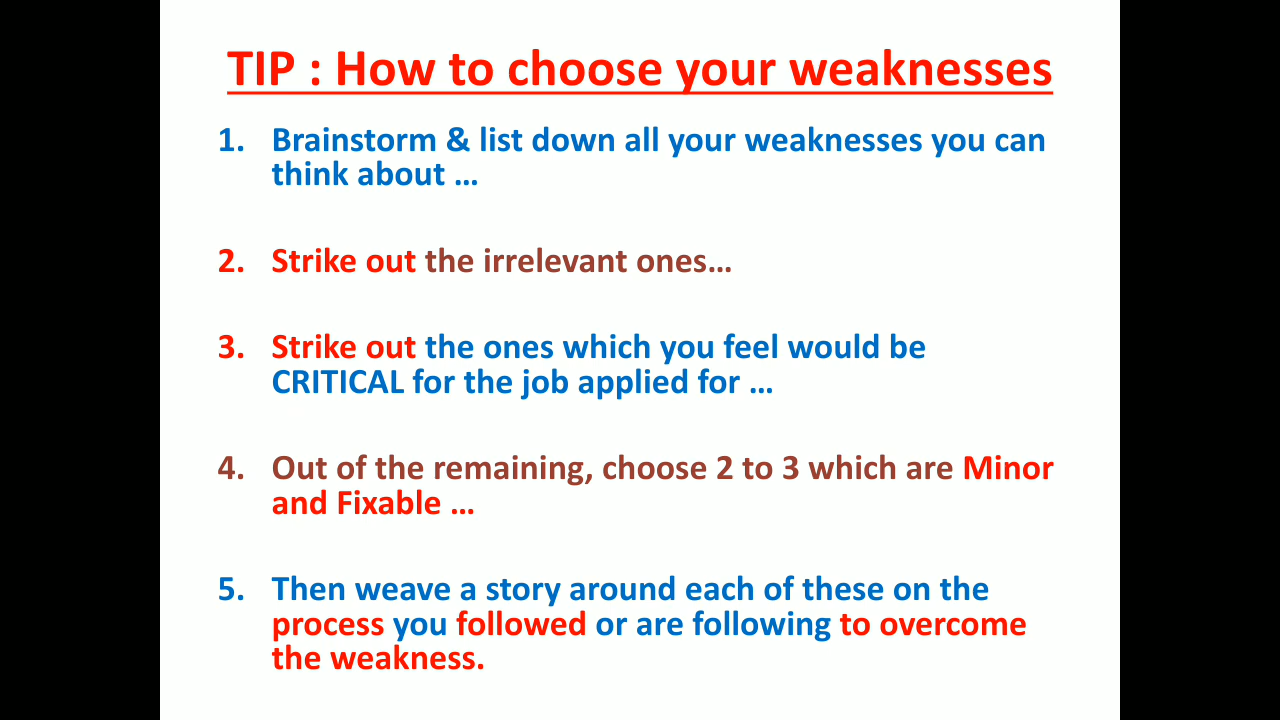 TIP : How to choose your weaknesses
1. Brainstorm & list down all your weaknesses you can
think about ...
2. Strike out the irrelevant ones...
3. Strike out the ones which you feel would be
CRITICAL for the job applied for ...
4. Out of the remaining, choose 2 to 3 which are Minor
and Fixable ...
5. Then weave a story around each of these on the
process you followed or are following to overcome
the weakness.